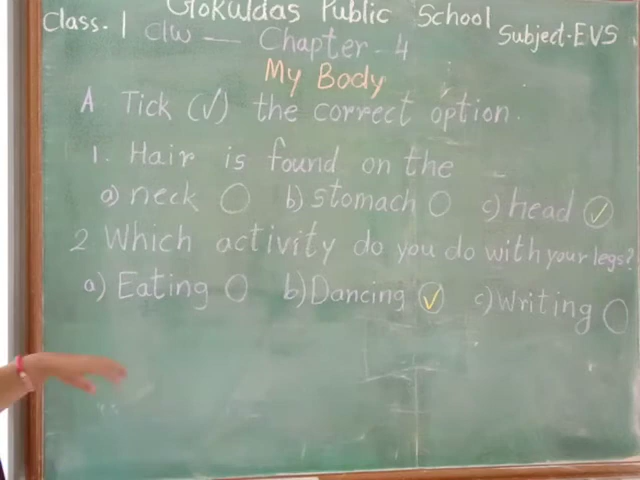 Gokuldas Public School
Class. 1 C/W — Chapter - 4 Subject. EVS
My Body
A Tick (✓) the correct option.
1. Hair is found on the
a) neck ○ b) stomach ○ c) head ✓
2 Which activity do you do with your legs?
a) Eating ○ b) Dancing ✓ c) Writing ○